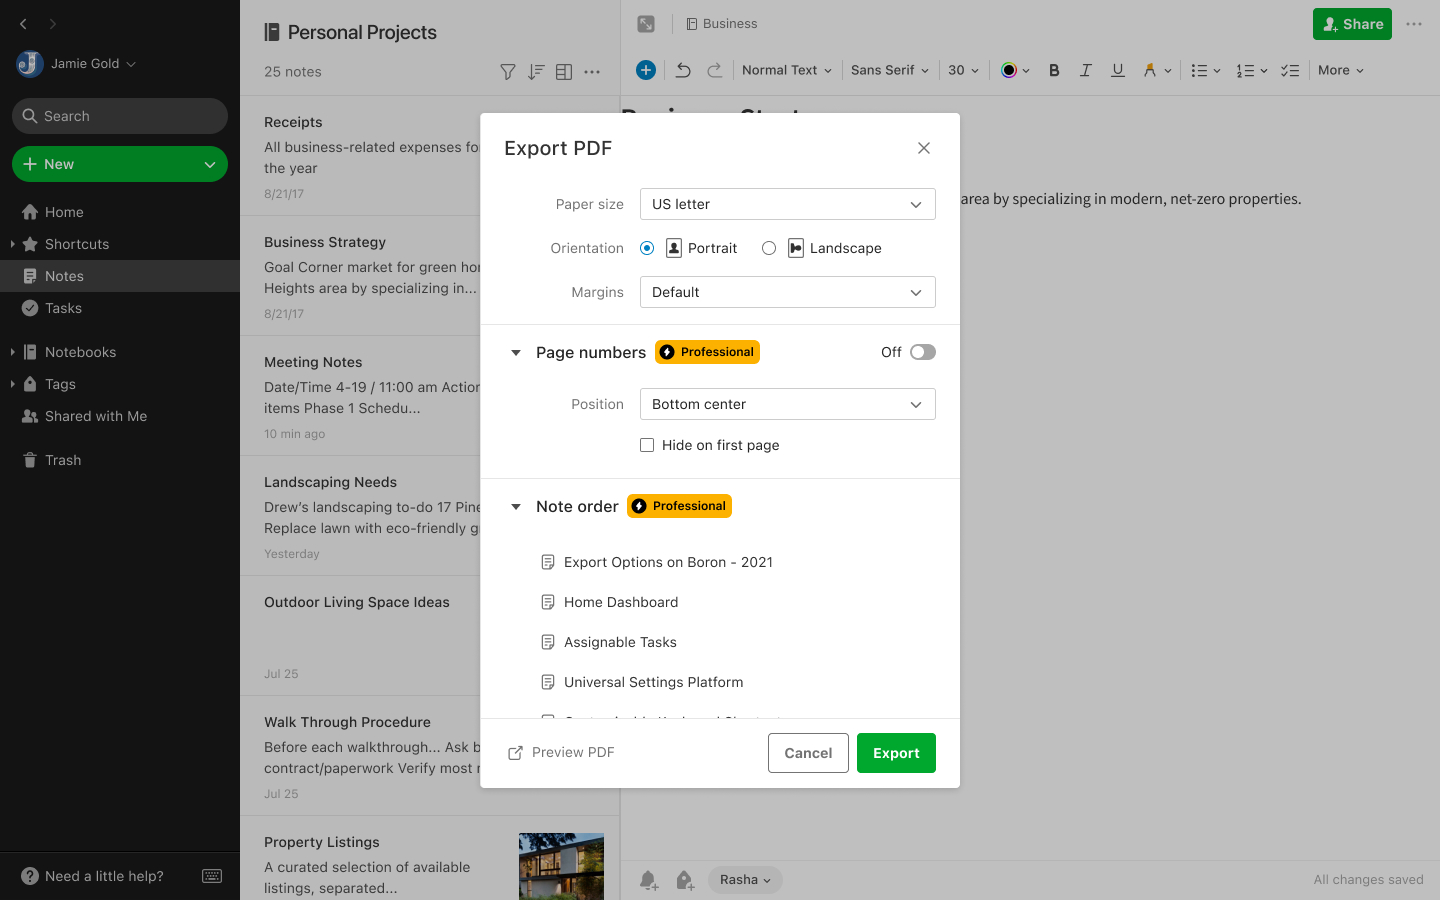 Jamie Gold
Search
New
Home
Shortcuts
Notes
Tasks
Notebooks
Tags
Shared with Me
Trash
Need a little help?
Personal Projects
25 notes
Receipts
All business-related expenses fo
the year
8/21/17
Business Strategy
Goal Corner market for green ho
Heights area by specializing in...
8/21/17
Meeting Notes
Date/Time 4-19 / 11:00 am Action
items Phase 1 Schedu...
10 min ago
Landscaping Needs
Drew's landscaping to-do 17 Pine
Replace lawn with eco-friendly g
Yesterday
Outdoor Living Space Ideas
Jul 25
Walk Through Procedure
Before each walkthrough... Ask b
contract/paperwork Verify most r
Jul 25
Property Listings
A curated selection of available
listings, separated...
Business
Share
Normal Text
Sans Serif
30
B I U A
More
area by specializing in modern, net-zero properties.
Rasha
All changes saved
Export PDF
Paper size US letter
Orientation Portrait Landscape
Margins Default
Page numbers Professional Off
Position Bottom center
Hide on first page
Note order Professional
Export Options on Boron - 2021
Home Dashboard
Assignable Tasks
Universal Settings Platform
Preview PDF Cancel Export